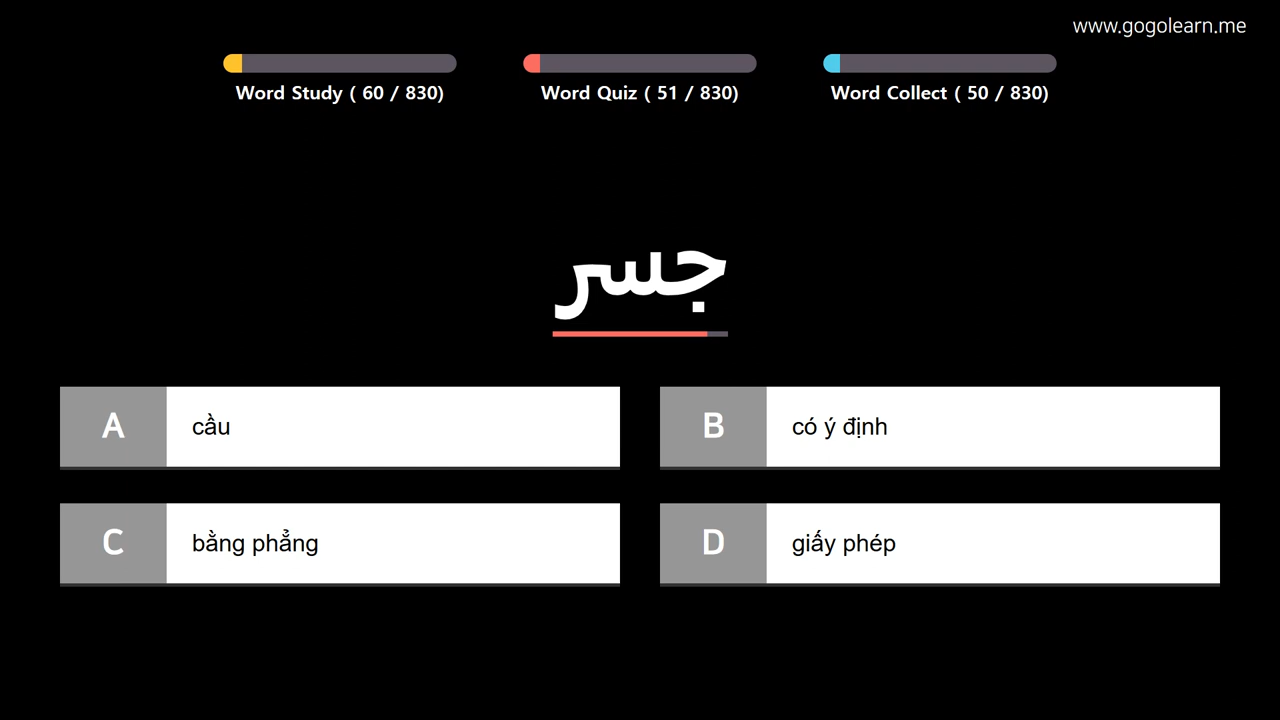 www.gogolearn.me
Word Study ( 60 / 830)
Word Quiz ( 51 / 830)
Word Collect ( 50 / 830)
جسر
A cầu
B có ý định
C bằng phẳng
D giấy phép